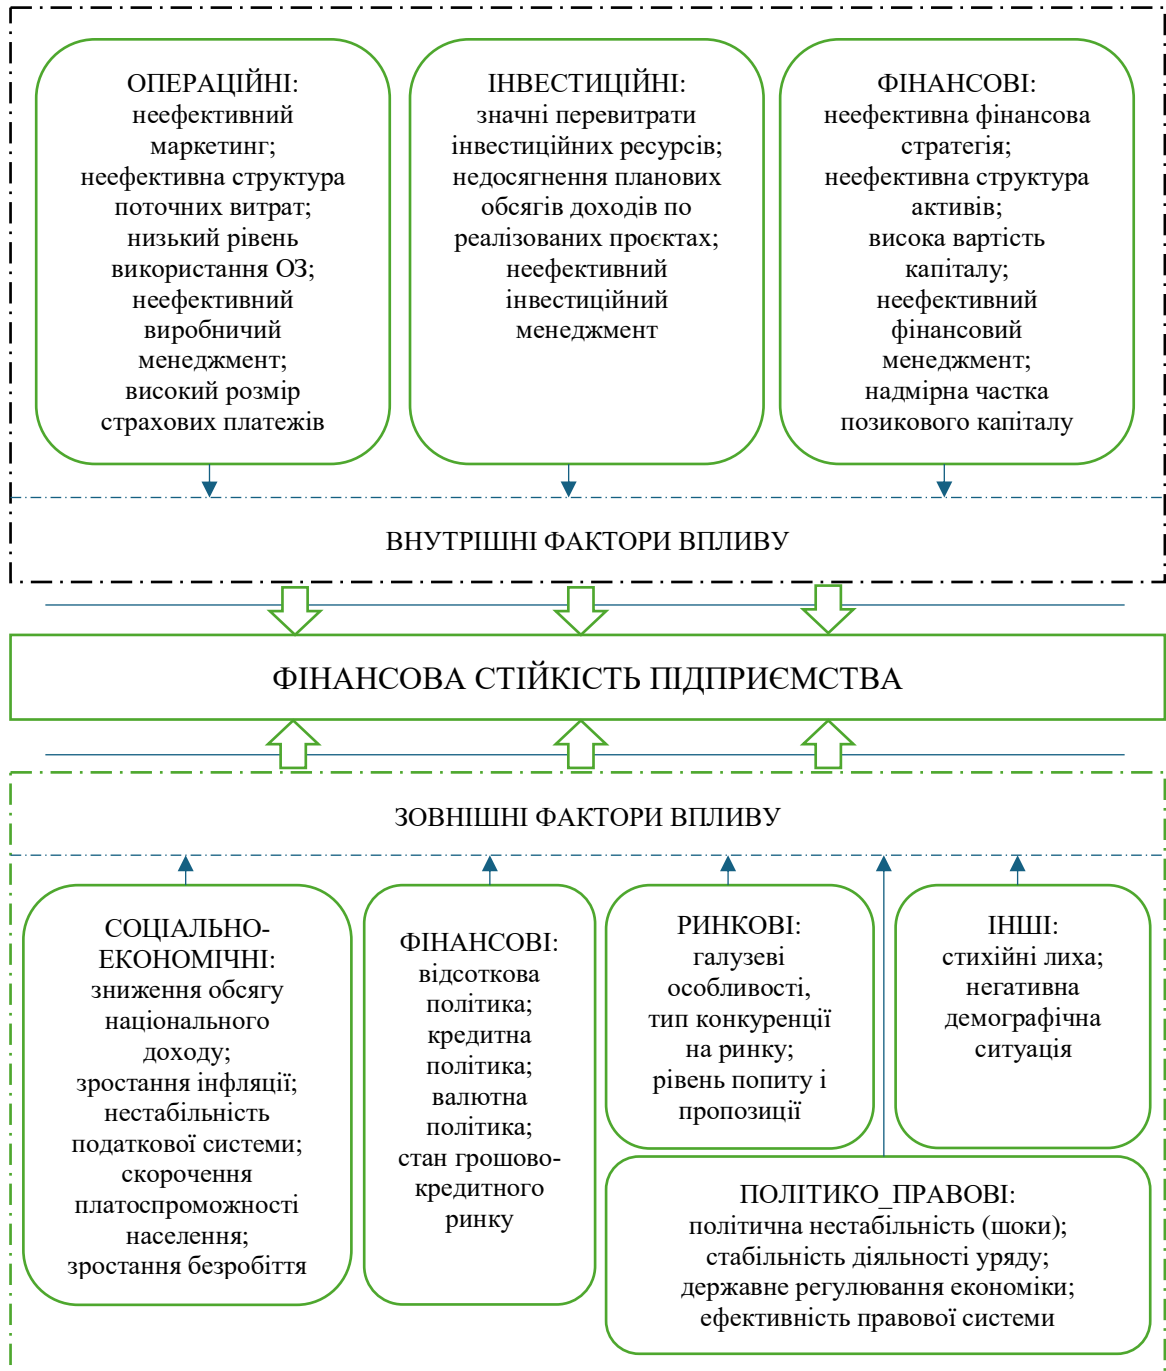 ОПЕРАЦІЙНІ:
неефективний
маркетинг;
неефективна структура
поточних витрат;
низький рівень
використання ОЗ;
неефективний
виробничий
менеджмент;
високий розмір
страхових платежів
ІНВЕСТИЦІЙНІ:
значні перевитрати
інвестиційних ресурсів;
недосягнення планових
обсягів доходів по
реалізованих проєктах;
неефективний
інвестиційний
менеджмент
ФІНАНСОВІ:
неефективна фінансова
стратегія;
неефективна структура
активів;
висока вартість
капіталу;
неефективний
фінансовий
менеджмент;
надмірна частка
позикового капіталу
ВНУТРІШНІ ФАКТОРИ ВПЛИВУ
ФІНАНСОВА СТІЙКІСТЬ ПІДПРИЄМСТВА
ЗОВНІШНІ ФАКТОРИ ВПЛИВУ
СОЦІАЛЬНО-
ЕКОНОМІЧНІ:
зниження обсягу
національного
доходу;
зростання інфляції;
нестабільність
податкової системи;
скорочення
платоспроможності
населення;
зростання безробіття
ФІНАНСОВІ:
відсоткова
політика;
кредитна
політика;
валютна
політика;
стан грошово-
кредитного
ринку
РИНКОВІ:
галузеві
особливості,
тип конкуренції
на ринку;
рівень попиту і
пропозиції
ІНШІ:
стихійні лиха;
негативна
демографічна
ситуація
ПОЛІТИКО_ПРАВОВІ:
політична нестабільність (шоки);
стабільність діяльності уряду;
державне регулювання економіки;
ефективність правової системи